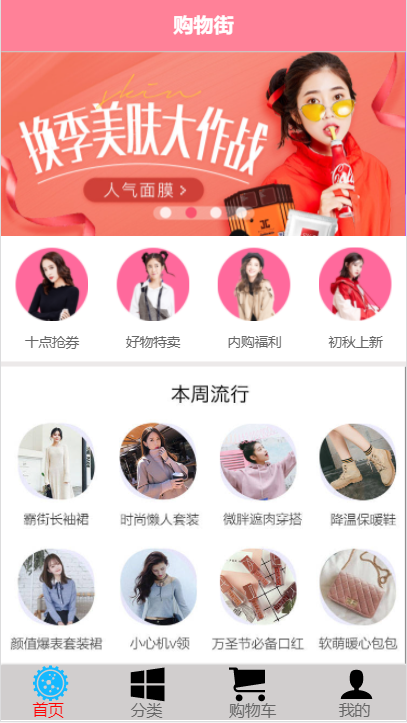 购物街
skin
换季美肤大作战
人气面膜 >
十点抢券 好物特卖 内购福利 初秋上新
本周流行
霸街长袖裙 时尚懒人套装 微胖遮肉穿搭 降温保暖鞋
颜值爆表套装裙 小心机v领 万圣节必备口红 软萌暖心包包
首页 分类 购物车 我的